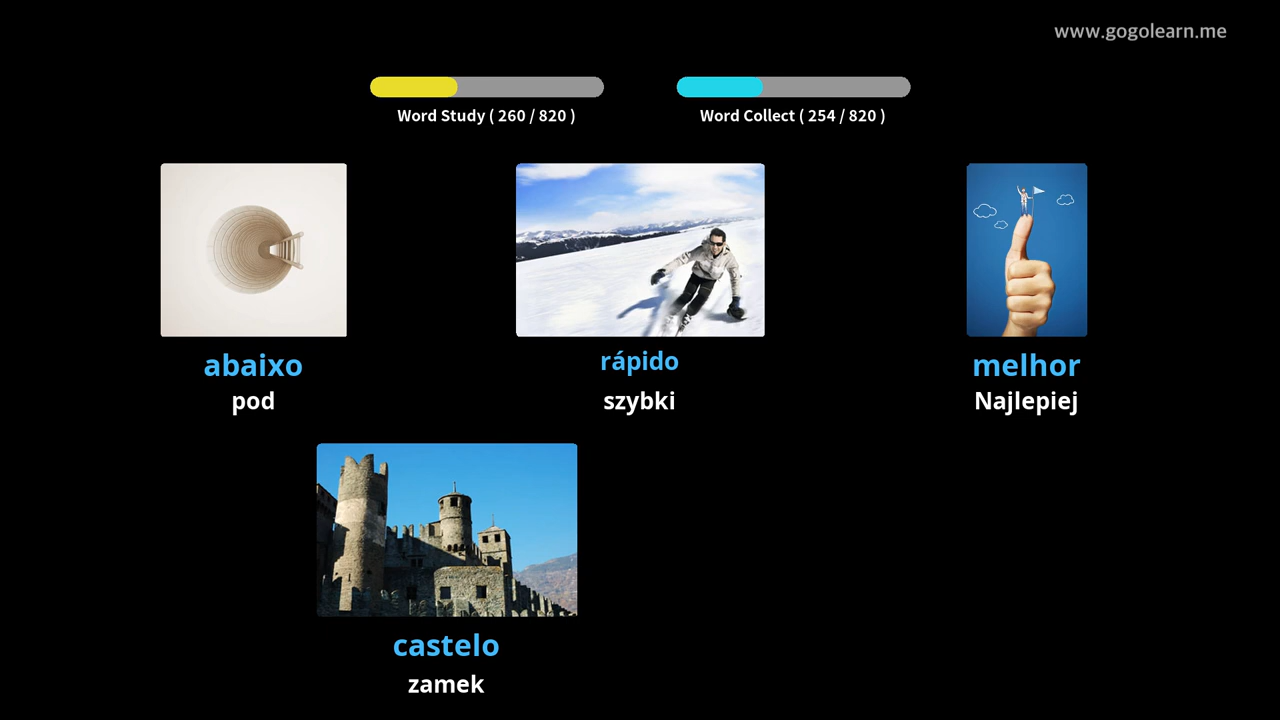 www.gogolearn.me
Word Study ( 260 / 820 )
Word Collect ( 254 / 820 )
abaixo
pod
rápido
szybki
melhor
Najlepiej
castelo
zamek